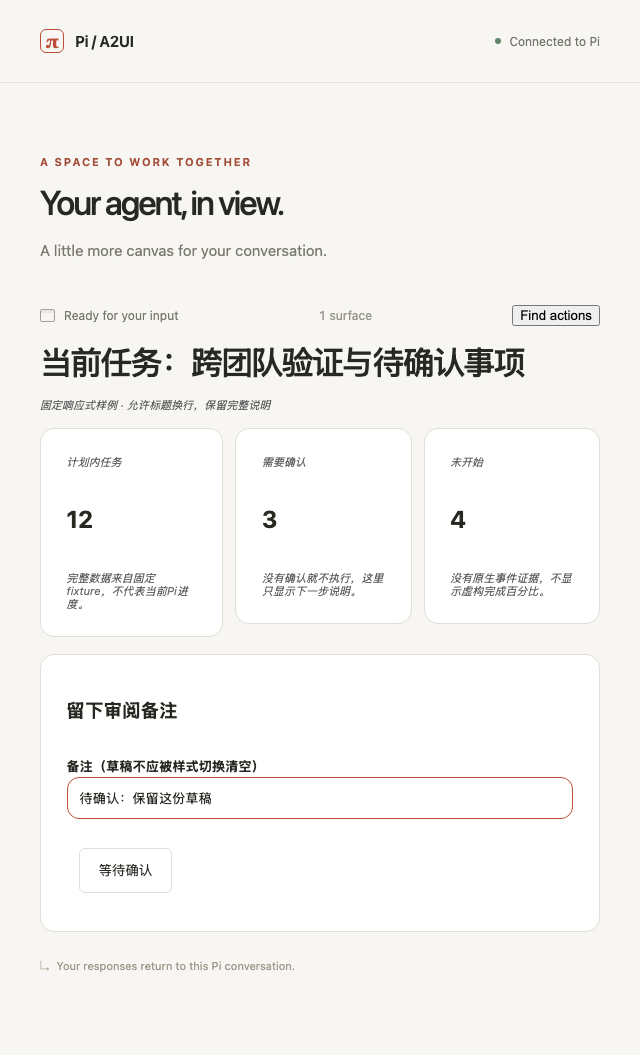 π Pi / A2UI
Connected to Pi
A SPACE TO WORK TOGETHER
Your agent, in view.
A little more canvas for your conversation.
Ready for your input
1 surface
Find actions
当前任务：跨团队验证与待确认事项
固定响应式样例 · 允许标题换行，保留完整说明
计划内任务
12
完整数据来自固定
fixture，不代表当前Pi进
度。
需要确认
3
没有确认就不执行，这里
只显示下一步说明。
未开始
4
没有原生事件证据，不显
示虚构完成百分比。
留下审阅备注
备注（草稿不应被样式切换清空）
待确认：保留这份草稿
等待确认
Your responses return to this Pi conversation.